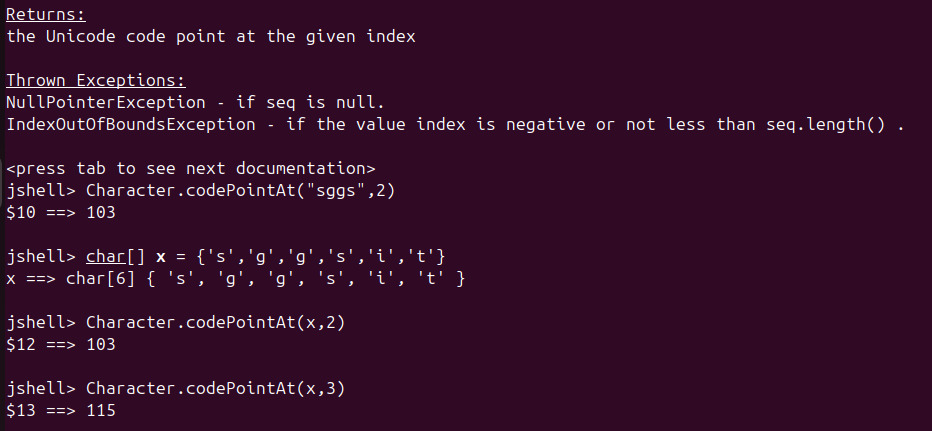 Returns:
the Unicode code point at the given index
Thrown Exceptions:
NullPointerException - if seq is null.
IndexOutOfBoundsException - if the value index is negative or not less than seq.length() .
<press tab to see next documentation>
jshell> Character.codePointAt("sggs",2)
$10 ==> 103
jshell> char[] x = {'s','g','g','s','i','t'}
x ==> char[6] { 's', 'g', 'g', 's', 'i', 't' }
jshell> Character.codePointAt(x,2)
$12 ==> 103
jshell> Character.codePointAt(x,3)
$13 ==> 115